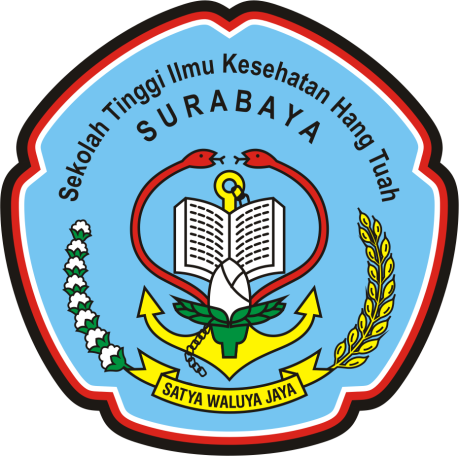 Sekolah Tinggi Ilmu Kesehatan Hang Tuah
SURABAYA
SATYA WALUYA JAYA